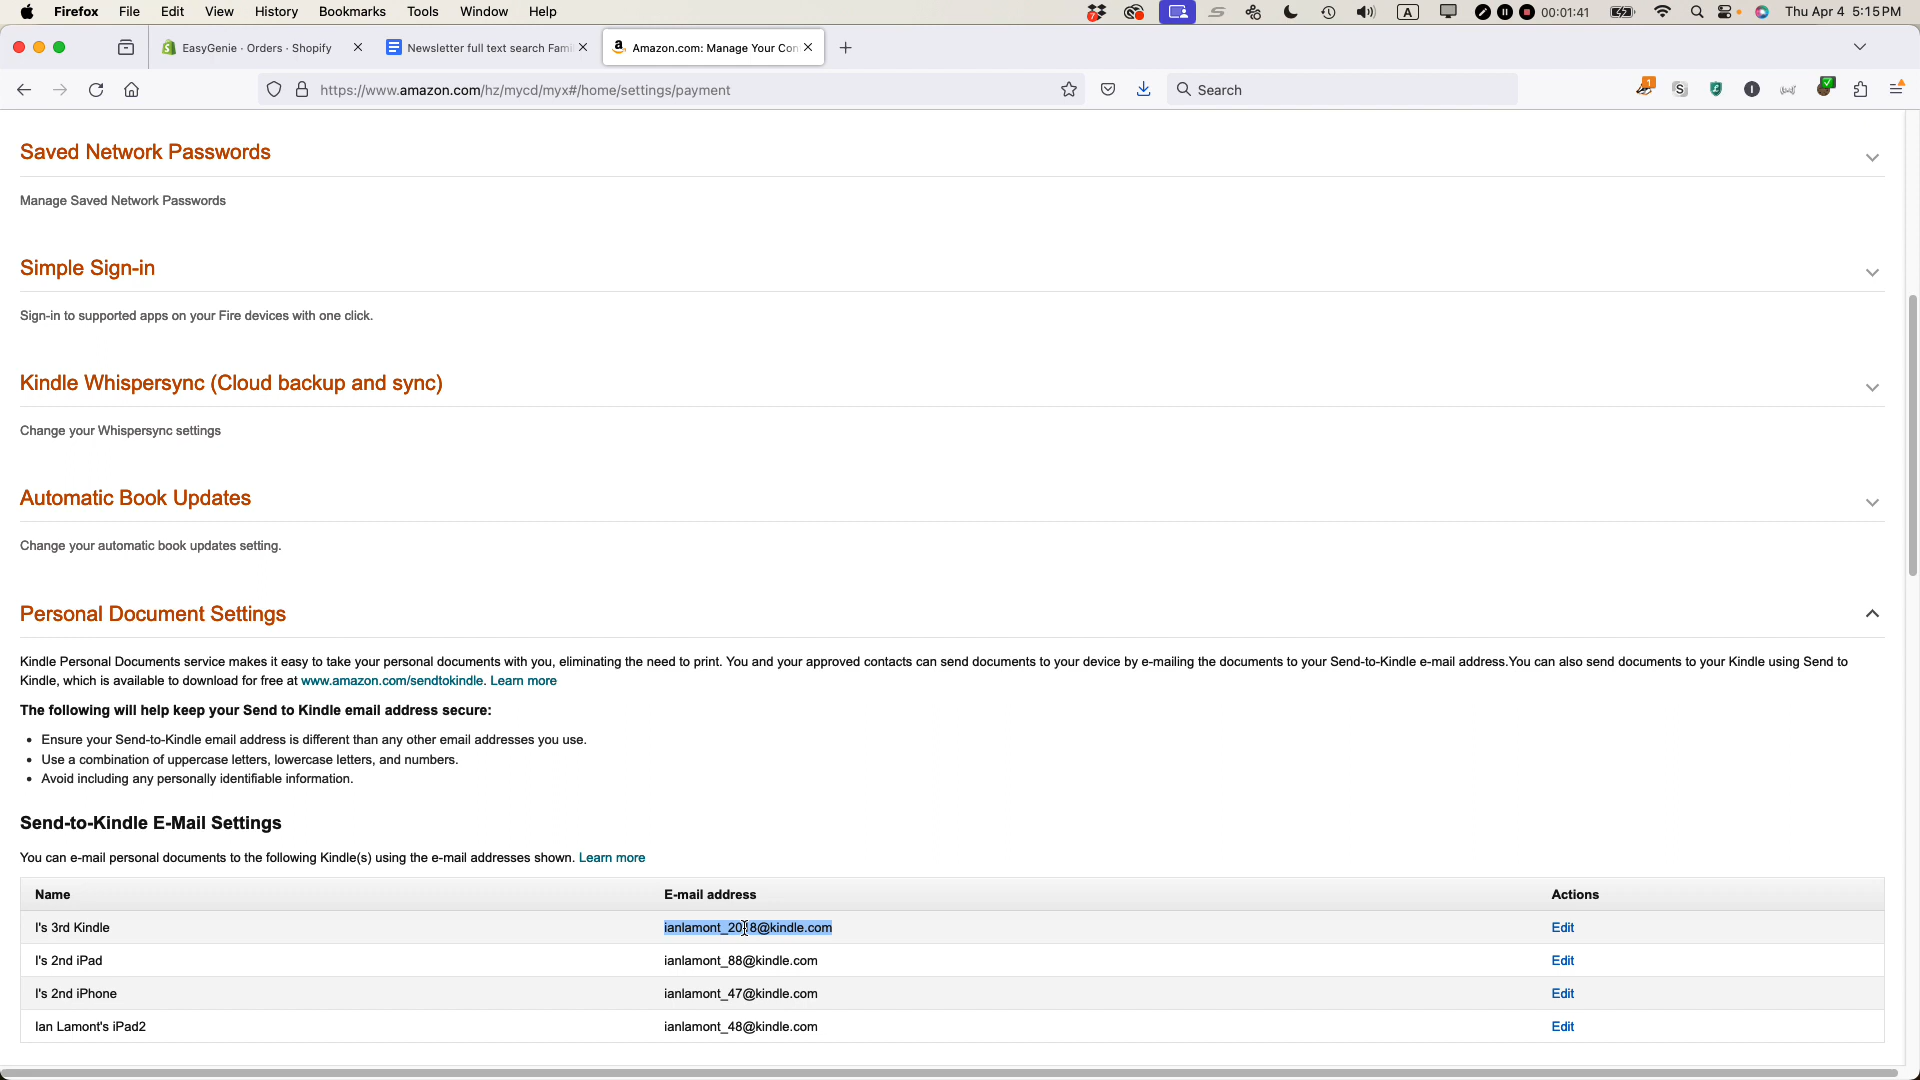 Firefox File Edit View History Bookmarks Tools Window Help 7 A 00:01:41 Thu Apr 4 5:15 PM
EasyGenie · Orders · Shopify Newsletter full text search Fami Amazon.com: Manage Your Con
https://www.amazon.com/hz/mycd/myx#/home/settings/payment Search 1 S
Saved Network Passwords
Manage Saved Network Passwords
Simple Sign-in
Sign-in to supported apps on your Fire devices with one click.
Kindle Whispersync (Cloud backup and sync)
Change your Whispersync settings
Automatic Book Updates
Change your automatic book updates setting.
Personal Document Settings
Kindle Personal Documents service makes it easy to take your personal documents with you, eliminating the need to print. You and your approved contacts can send documents to your device by e-mailing the documents to your Send-to-Kindle e-mail address.You can also send documents to your Kindle using Send to
Kindle, which is available to download for free at www.amazon.com/sendtokindle. Learn more
The following will help keep your Send to Kindle email address secure:
• Ensure your Send-to-Kindle email address is different than any other email addresses you use.
• Use a combination of uppercase letters, lowercase letters, and numbers.
• Avoid including any personally identifiable information.
Send-to-Kindle E-Mail Settings
You can e-mail personal documents to the following Kindle(s) using the e-mail addresses shown. Learn more
Name E-mail address Actions
I's 3rd Kindle ianlamont_2018@kindle.com Edit
I's 2nd iPad ianlamont_88@kindle.com Edit
I's 2nd iPhone ianlamont_47@kindle.com Edit
Ian Lamont's iPad2 ianlamont_48@kindle.com Edit